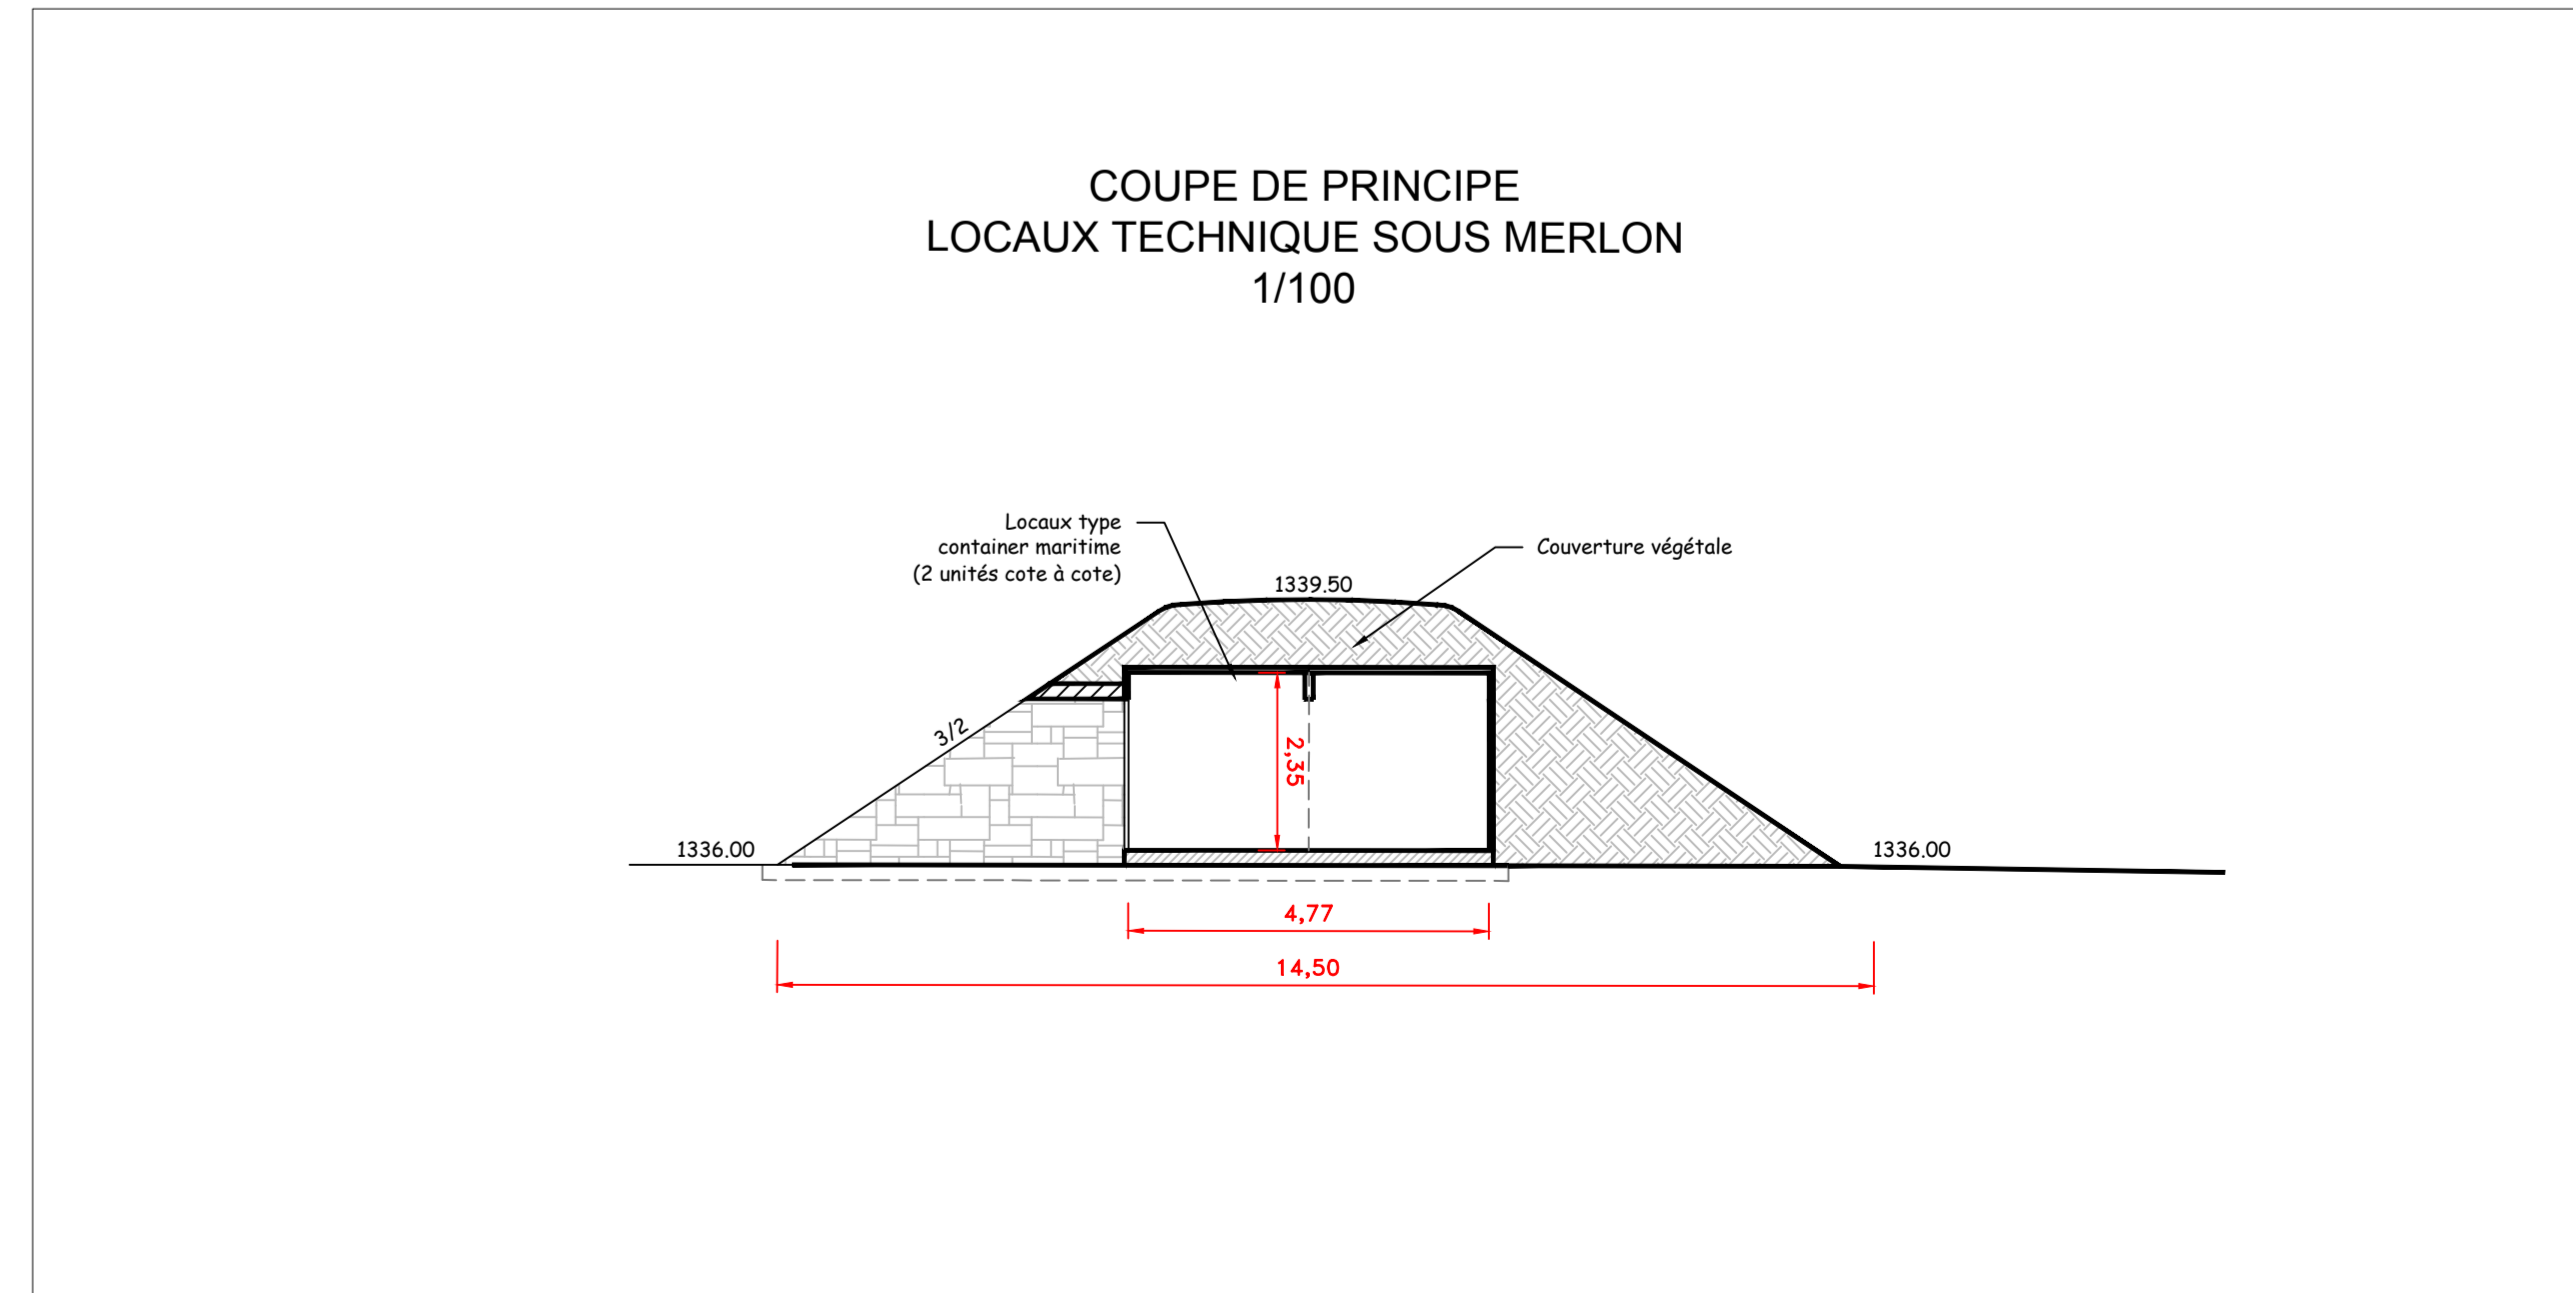 COUPE DE PRINCIPE
LOCAUX TECHNIQUE SOUS MERLON
1/100
Locaux type
container maritime
(2 unités cote à cote)
Couverture végétale
1339.50
3/2
2,35
1336.00
1336.00
4,77
14,50